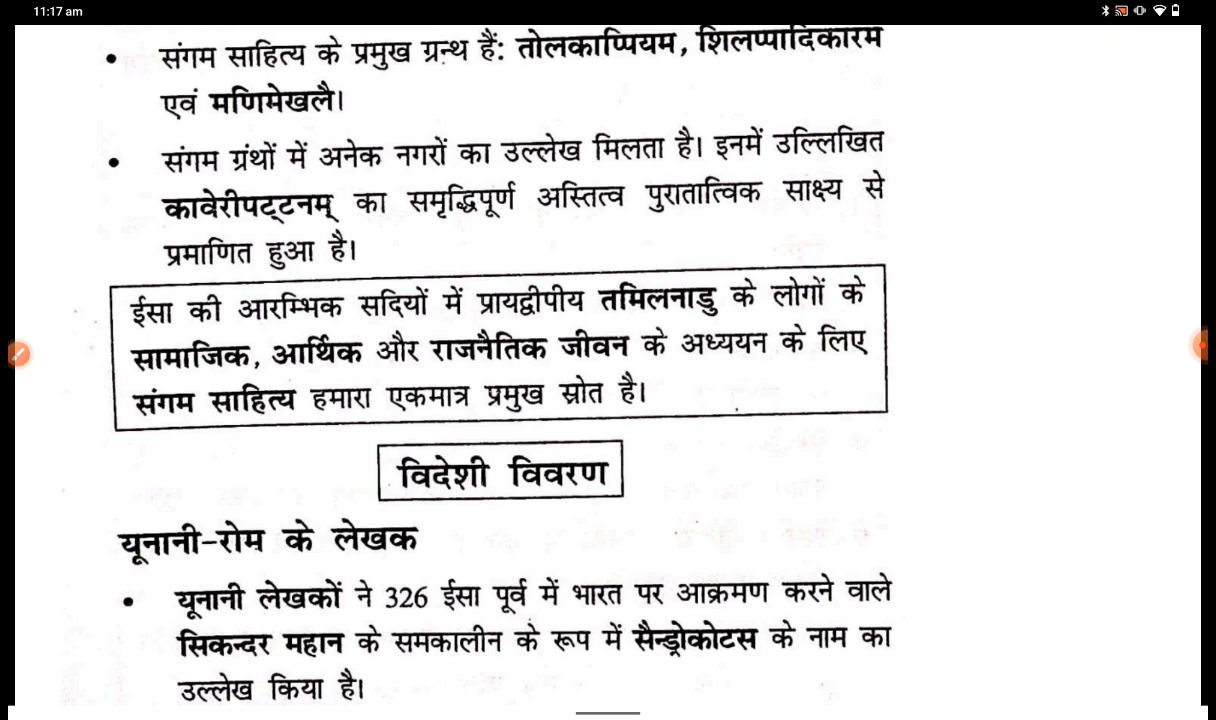 11:17 am
• संगम साहित्य के प्रमुख ग्रन्थ हैं: तोलकाप्पियम, शिलप्पादिकारम
एवं मणिमेखलै।
• संगम ग्रंथों में अनेक नगरों का उल्लेख मिलता है। इनमें उल्लिखित
कावेरीपट्टनम् का समृद्धिपूर्ण अस्तित्व पुरातात्विक साक्ष्य से
प्रमाणित हुआ है।
ईसा की आरम्भिक सदियों में प्रायद्वीपीय तमिलनाडु के लोगों के
सामाजिक, आर्थिक और राजनैतिक जीवन के अध्ययन के लिए
संगम साहित्य हमारा एकमात्र प्रमुख स्रोत है।
विदेशी विवरण
यूनानी-रोम के लेखक
• यूनानी लेखकों ने 326 ईसा पूर्व में भारत पर आक्रमण करने वाले
सिकन्दर महान के समकालीन के रूप में सैन्ड्रोकोटस के नाम का
उल्लेख किया है।